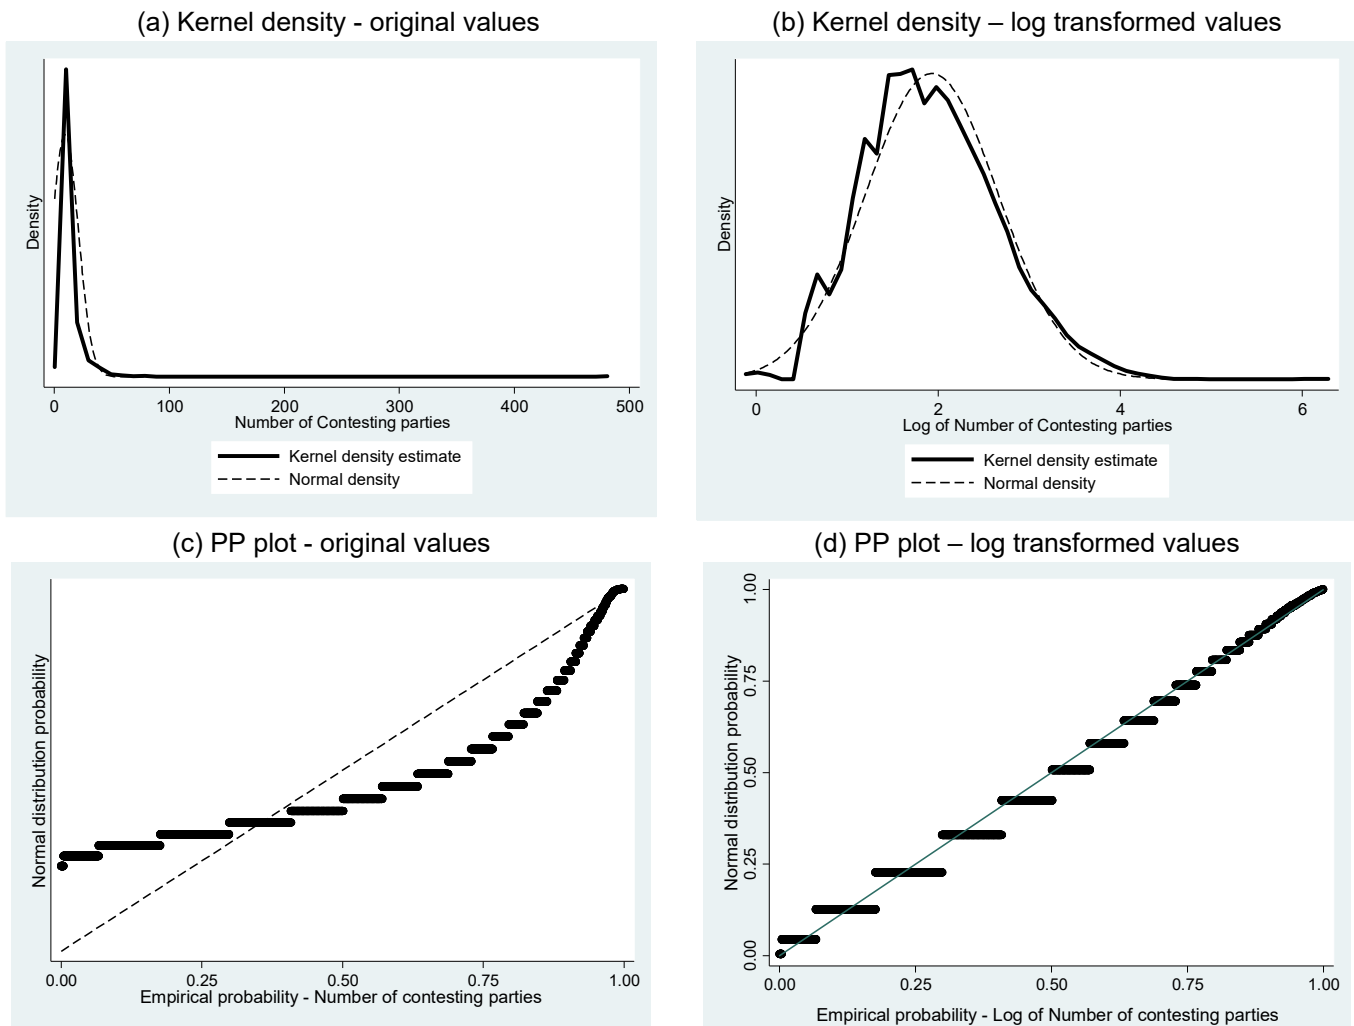 (a) Kernel density - original values
Density
0 100 200 300 400 500
Number of Contesting parties
Kernel density estimate
Normal density
(b) Kernel density – log transformed values
Density
0 2 4 6
Log of Number of Contesting parties
Kernel density estimate
Normal density
(c) PP plot - original values
Normal distribution probability
0.00 0.25 0.50 0.75 1.00
Empirical probability - Number of contesting parties
(d) PP plot – log transformed values
Normal distribution probability
0.00 0.25 0.50 0.75 1.00
0.00 0.25 0.50 0.75 1.00
Empirical probability - Log of Number of contesting parties